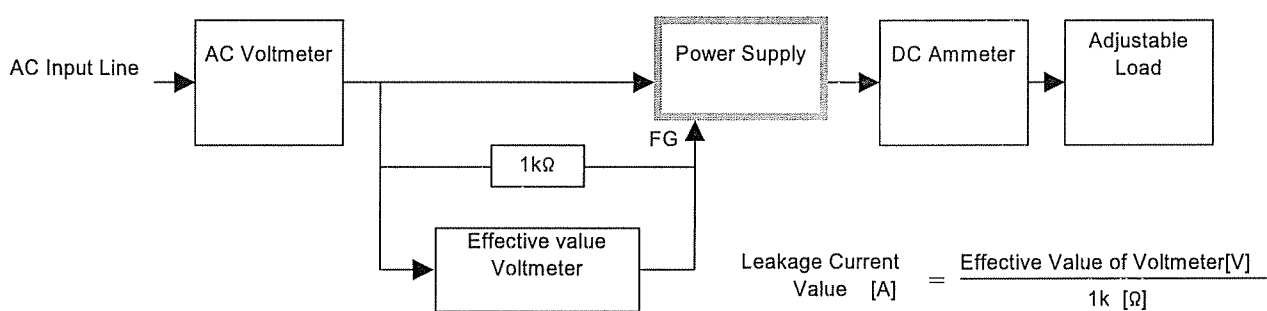 AC Input Line
AC Voltmeter
Power Supply
DC Ammeter
Adjustable
Load
FG
1kΩ
Effective value
Voltmeter
Leakage Current
Value [A]
=
Effective Value of Voltmeter[V]
1k [Ω]